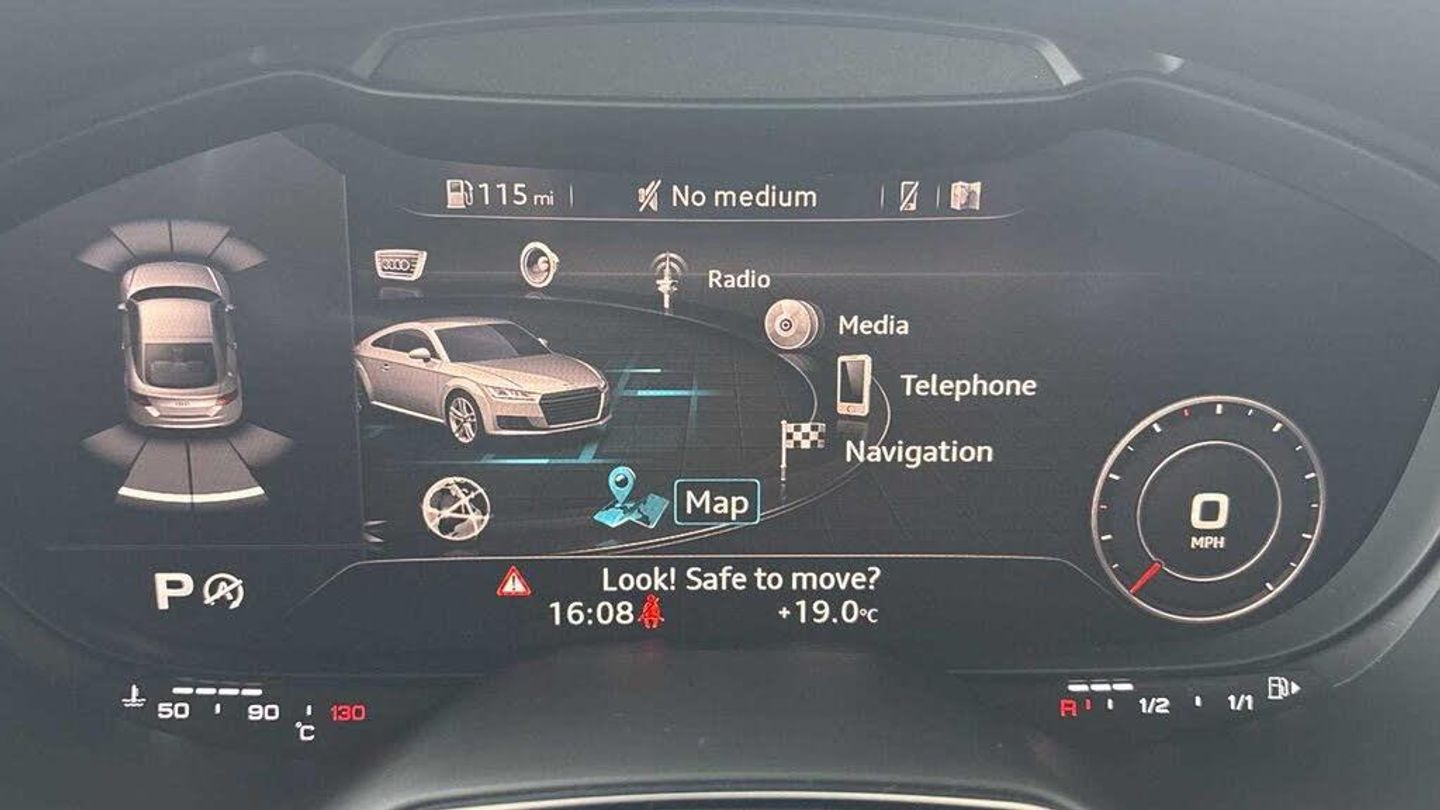 115 mi
No medium
Radio
Media
Telephone
Navigation
Map
0
MPH
P
Look! Safe to move?
16:08 +19.0°C
50 90 130
°C
R 1/2 1/1